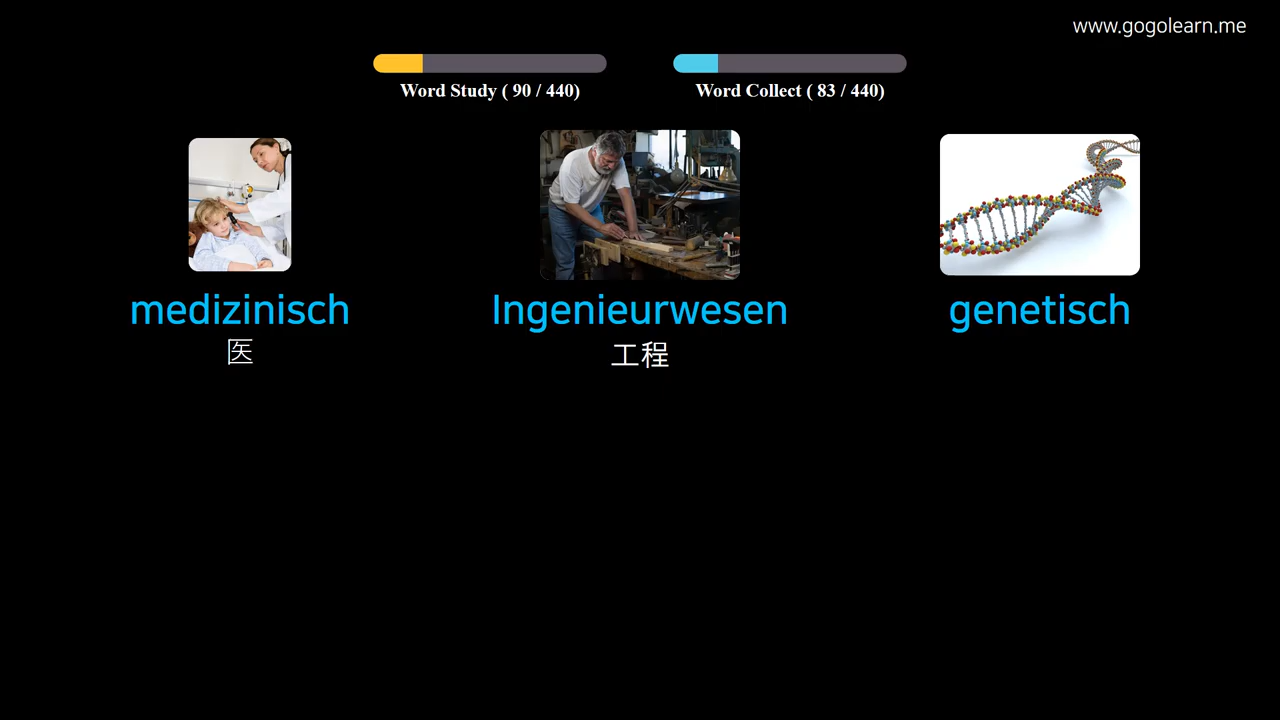 www.gogolearn.me
Word Study ( 90 / 440)
Word Collect ( 83 / 440)
medizinisch
医
Ingenieurwesen
工程
genetisch